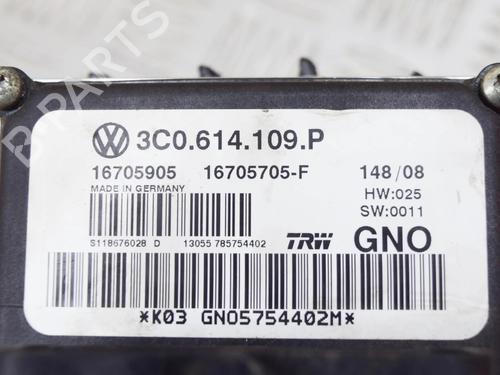 3C0.614.109.P
16705905 16705705-F 148/08
MADE IN GERMANY HW:025
SW:0011
S118676028 D 13055 785754402 TRW GNO
*K03 GNO5754402M*